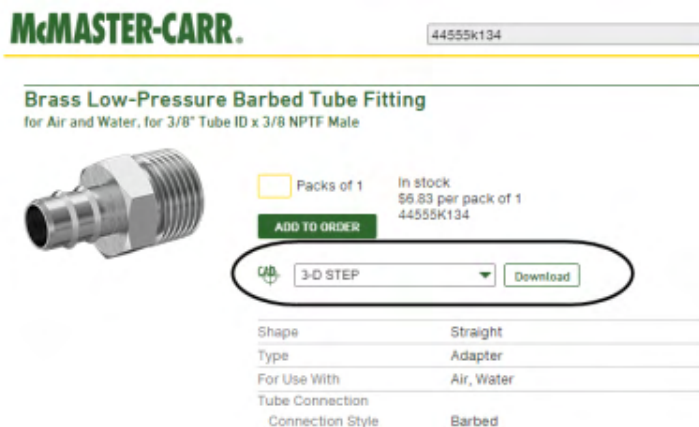 McMASTER-CARR.
44555k134
Brass Low-Pressure Barbed Tube Fitting
for Air and Water, for 3/8" Tube ID x 3/8 NPTF Male
Packs of 1
In stock
$6.83 per pack of 1
44555K134
ADD TO ORDER
CAD 3-D STEP Download
Shape Straight
Type Adapter
For Use With Air, Water
Tube Connection
Connection Style Barbed